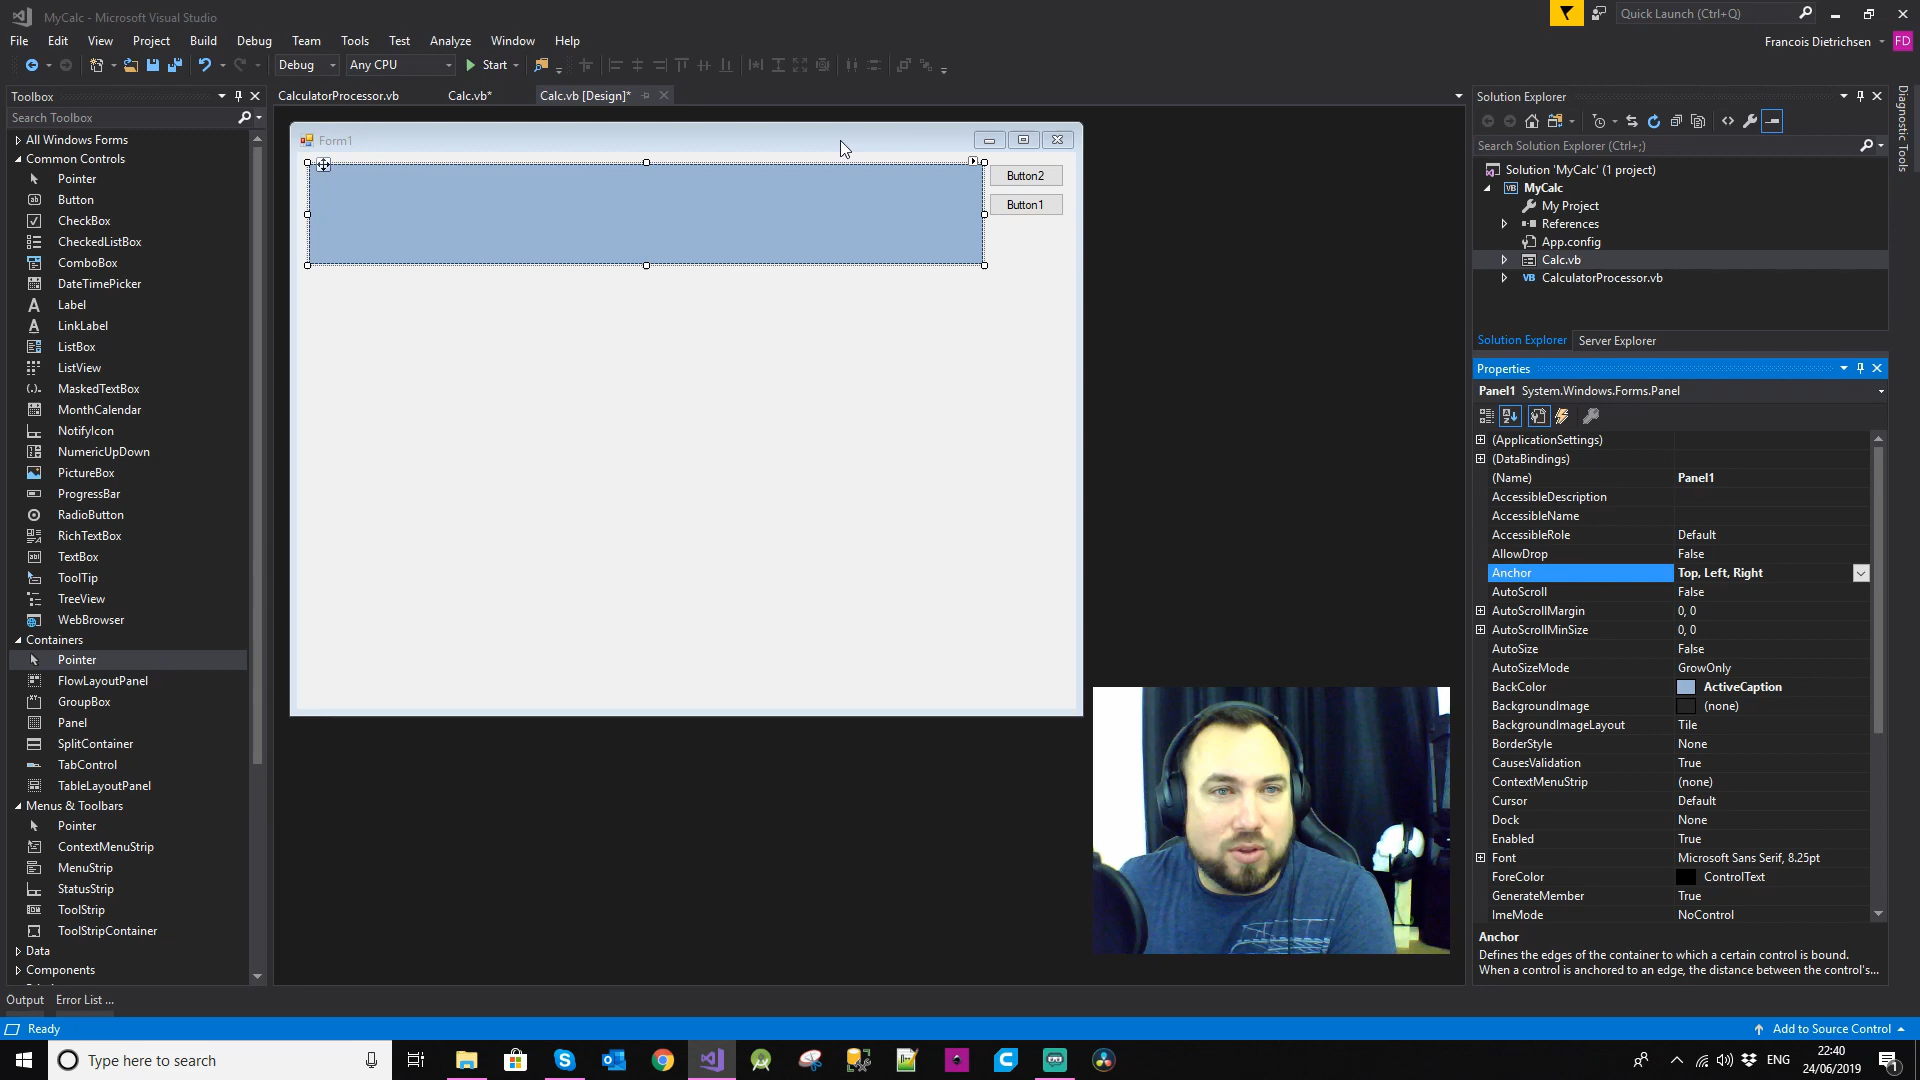 MyCalc - Microsoft Visual Studio
Quick Launch (Ctrl+Q)
File Edit View Project Build Debug Team Tools Test Analyze Window Help
Francois Dietrichsen FD
Debug Any CPU Start
Toolbox
Search Toolbox
All Windows Forms
Common Controls
Pointer
Button
CheckBox
CheckedListBox
ComboBox
DateTimePicker
Label
LinkLabel
ListBox
ListView
MaskedTextBox
MonthCalendar
NotifyIcon
NumericUpDown
PictureBox
ProgressBar
RadioButton
RichTextBox
TextBox
ToolTip
TreeView
WebBrowser
Containers
Pointer
FlowLayoutPanel
GroupBox
Panel
SplitContainer
TabControl
TableLayoutPanel
Menus & Toolbars
Pointer
ContextMenuStrip
MenuStrip
StatusStrip
ToolStrip
ToolStripContainer
Data
Components
CalculatorProcessor.vb Calc.vb* Calc.vb [Design]*
Form1
Button2
Button1
Solution Explorer
Search Solution Explorer (Ctrl+;)
Solution 'MyCalc' (1 project)
VB MyCalc
My Project
References
App.config
Calc.vb
VB CalculatorProcessor.vb
Solution Explorer Server Explorer
Properties
Panel1 System.Windows.Forms.Panel
(ApplicationSettings)
(DataBindings)
(Name) Panel1
AccessibleDescription
AccessibleName
AccessibleRole Default
AllowDrop False
Anchor Top, Left, Right
AutoScroll False
AutoScrollMargin 0, 0
AutoScrollMinSize 0, 0
AutoSize False
AutoSizeMode GrowOnly
BackColor ActiveCaption
BackgroundImage (none)
BackgroundImageLayout Tile
BorderStyle None
CausesValidation True
ContextMenuStrip (none)
Cursor Default
Dock None
Enabled True
Font Microsoft Sans Serif, 8.25pt
ForeColor ControlText
GenerateMember True
ImeMode NoControl
Anchor
Defines the edges of the container to which a certain control is bound.
When a control is anchored to an edge, the distance between the control's...
Diagnostic Tools
Output Error List ...
Ready
Add to Source Control
Type here to search
ENG
22:40
24/06/2019
1